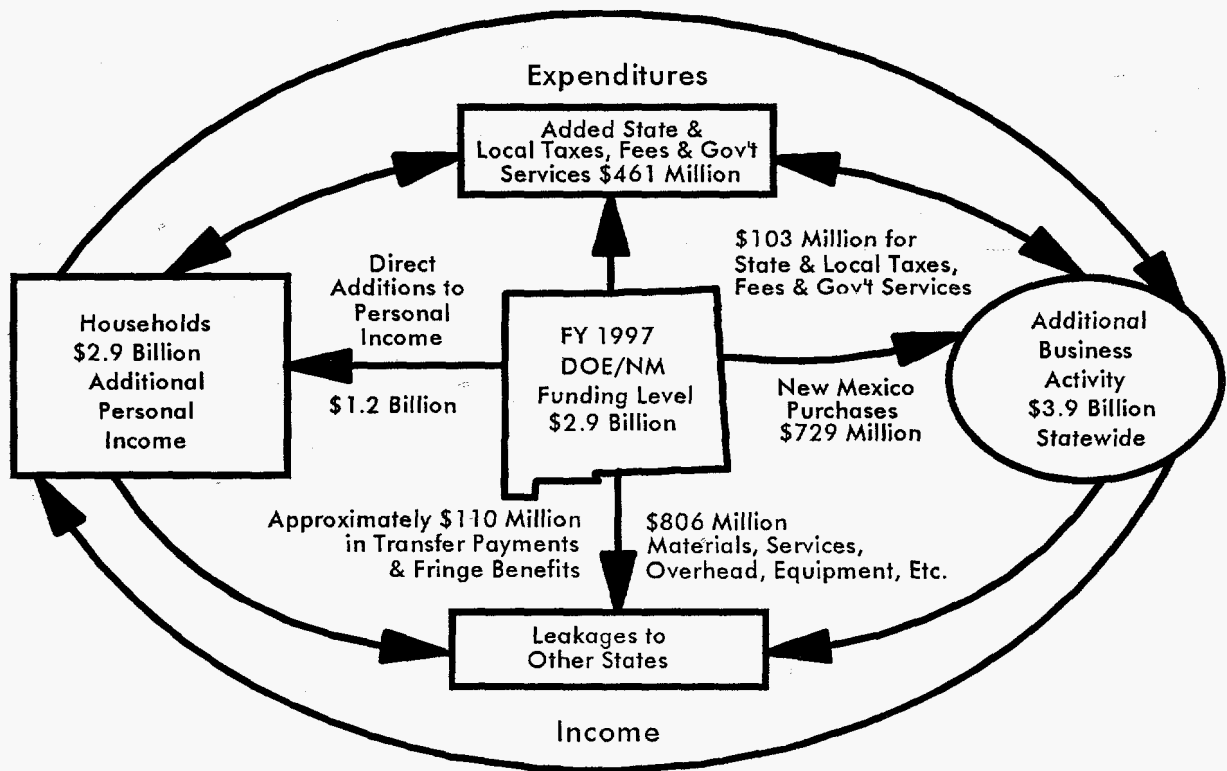 Expenditures
Added State &
Local Taxes, Fees & Gov't
Services $461 Million
$103 Million for
State & Local Taxes,
Fees & Gov't Services
Direct
Additions to
Personal
Income
$1.2 Billion
Households
$2.9 Billion
Additional
Personal
Income
FY 1997
DOE/NM
Funding Level
$2.9 Billion
New Mexico
Purchases
$729 Million
Additional
Business
Activity
$3.9 Billion
Statewide
Approximately $110 Million
in Transfer Payments
& Fringe Benefits
$806 Million
Materials, Services,
Overhead, Equipment, Etc.
Leakages to
Other States
Income